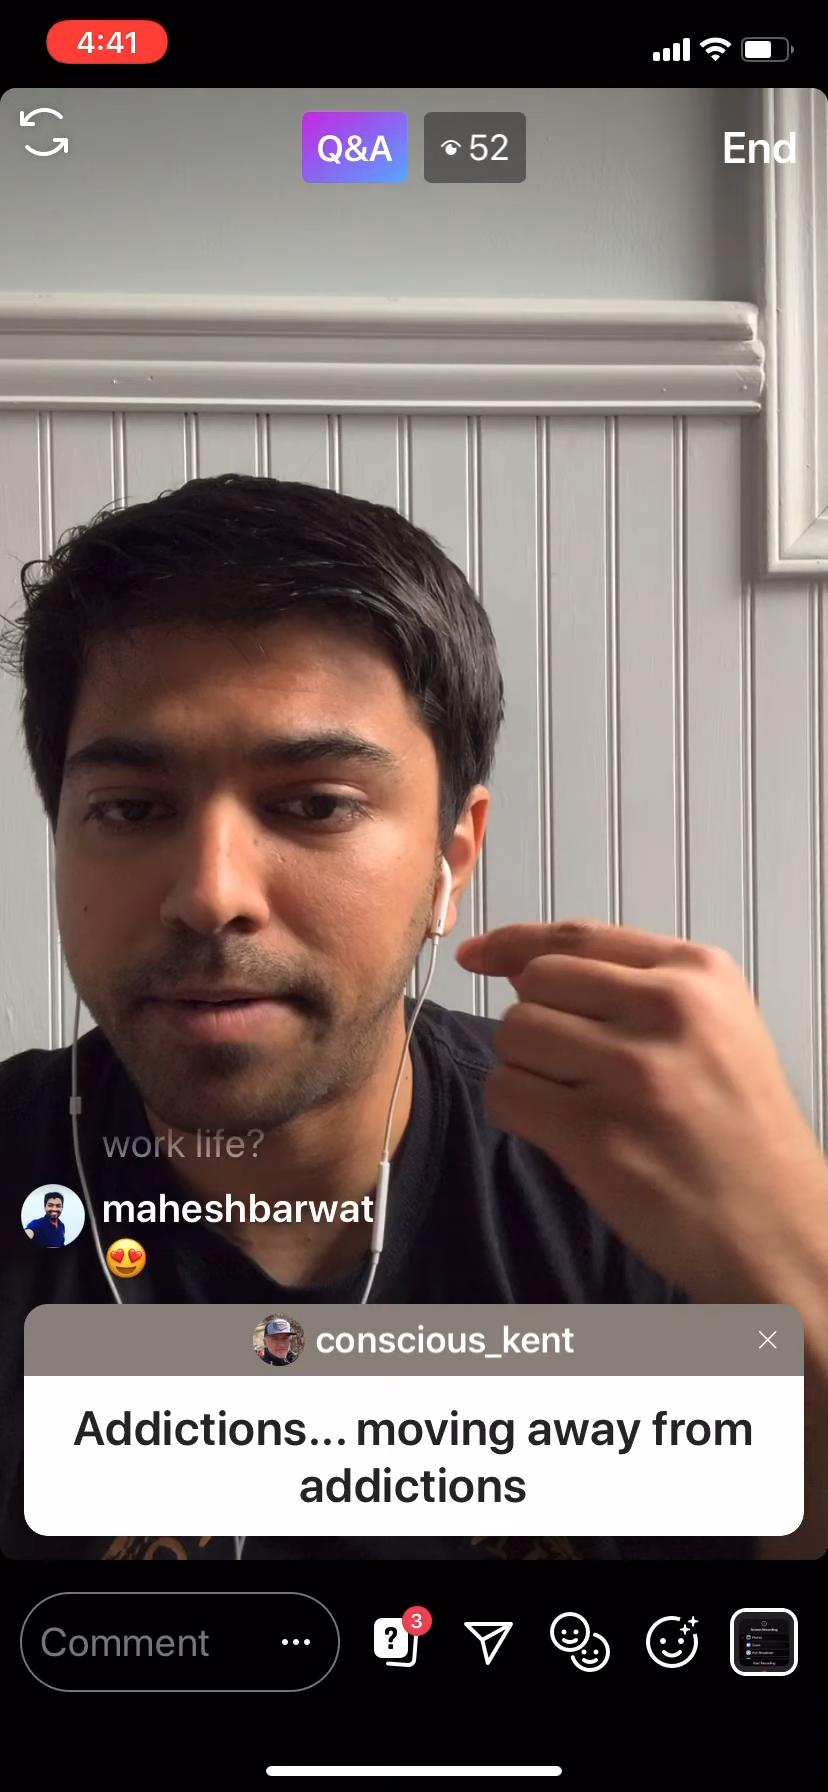 4:41
Q&A
52
End
work life?
maheshbarwat
😍
conscious_kent
Addictions... moving away from
addictions
Comment
3
?